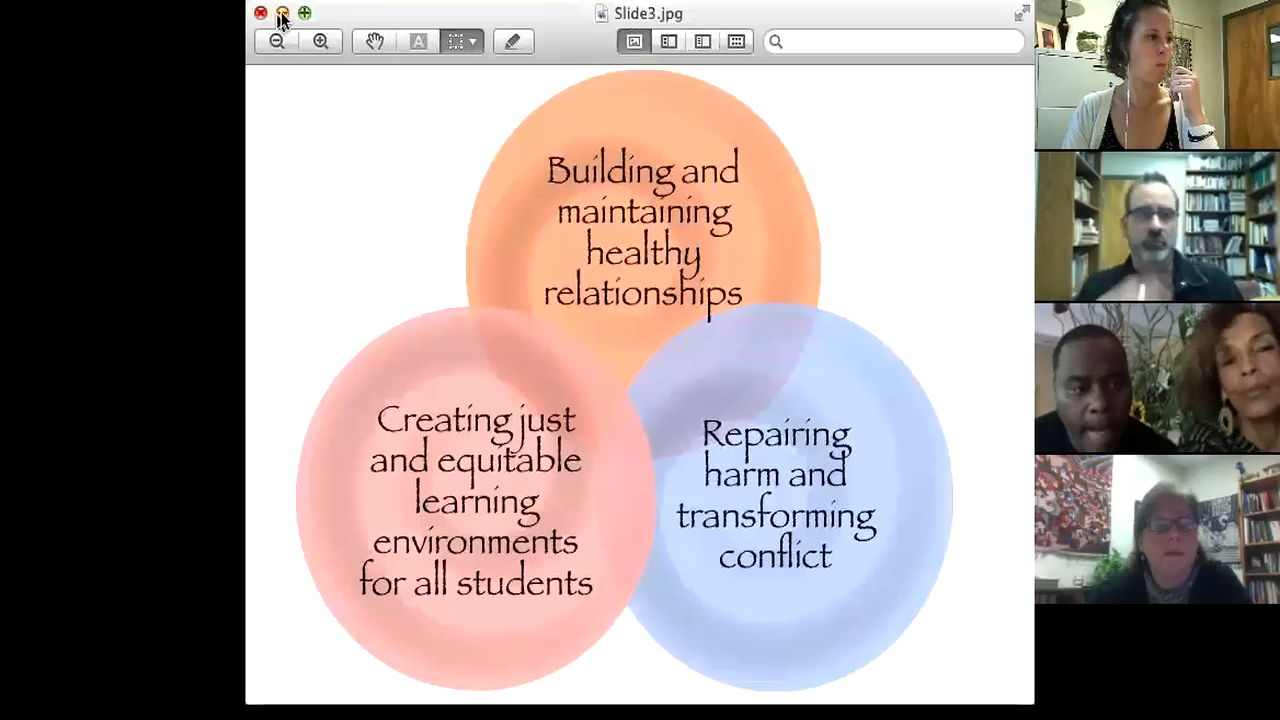 Slide3.jpg
A
Building and
maintaining
healthy
relationships
Creating just
and equitable
learning
environments
for all students
Repairing
harm and
transforming
conflict